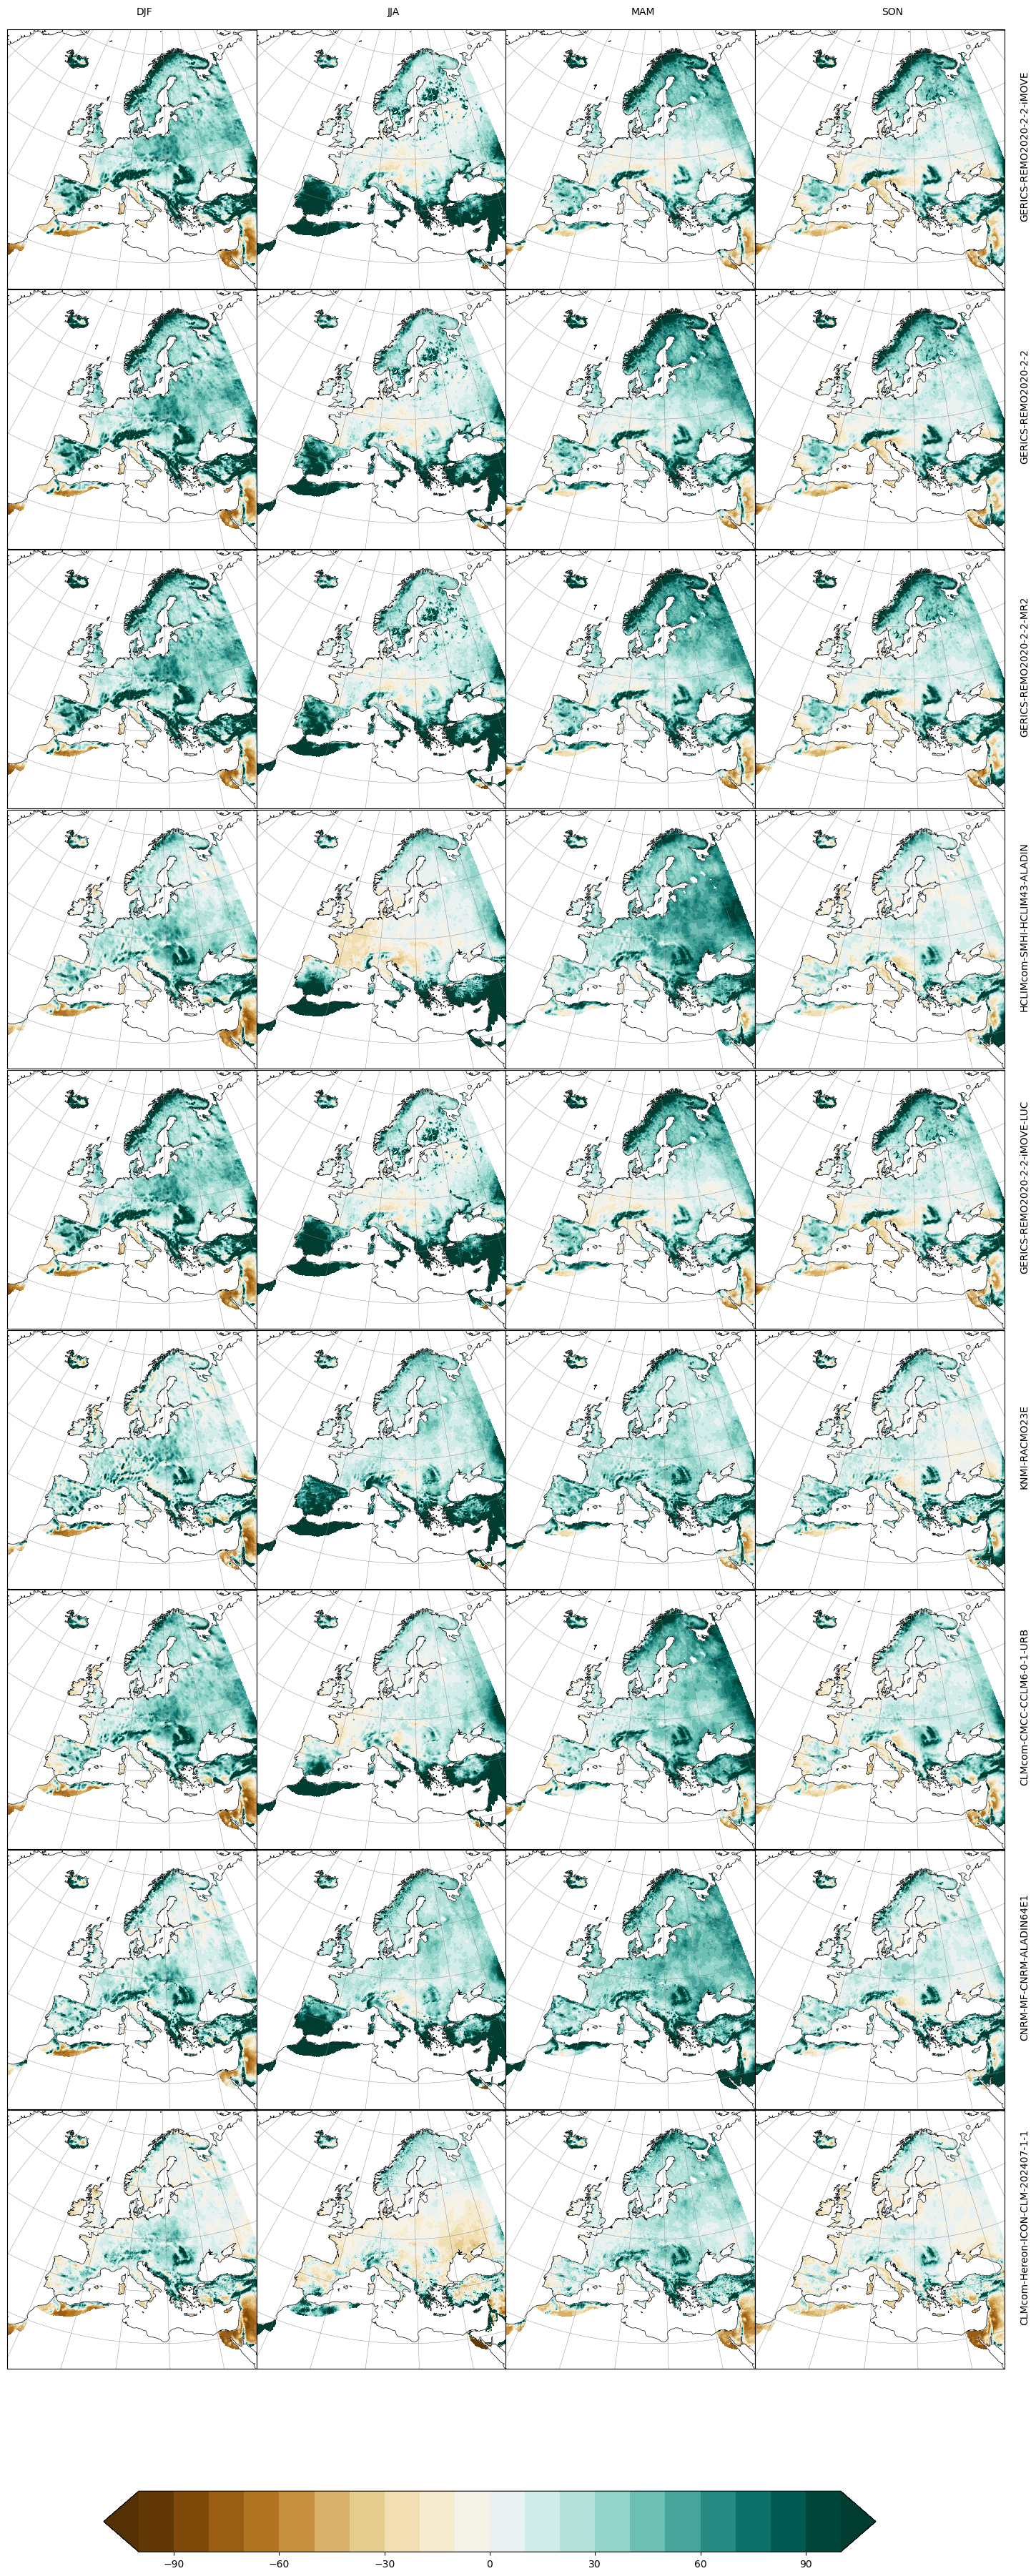 DJF JJA MAM SON
GERICS-REMO2020-2-2-iMOVE
GERICS-REMO2020-2-2
GERICS-REMO2020-2-2-MR2
HCLIMcom-SMHI-HCLIM43-ALADIN
GERICS-REMO2020-2-2-iMOVE-LUC
KNMI-RACMO23E
CLMcom-CMCC-CCLM6-0-1-URB
CNRM-MF-CNRM-ALADIN64E1
CLMcom-Hereon-ICON-CLM-202407-1-1
−90 −60 −30 0 30 60 90